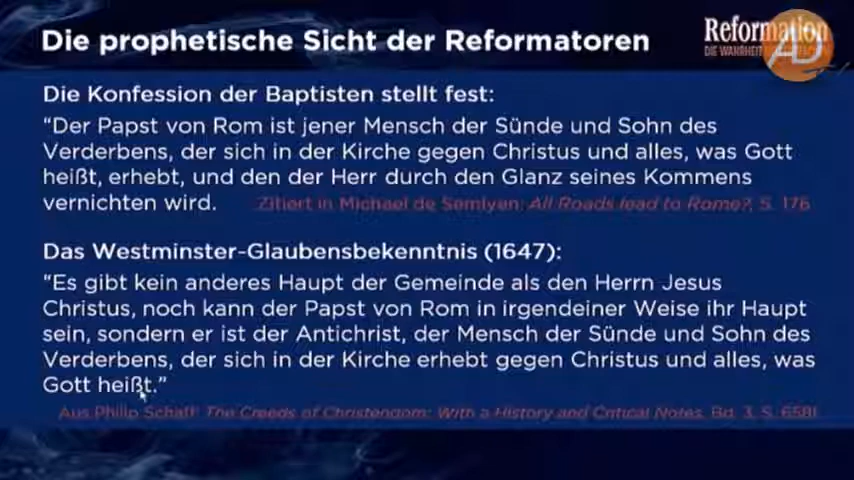 Die prophetische Sicht der Reformatoren
Reformation
DIE WAHRHEIT
AD
Die Konfession der Baptisten stellt fest:
“Der Papst von Rom ist jener Mensch der Sünde und Sohn des
Verderbens, der sich in der Kirche gegen Christus und alles, was Gott
heißt, erhebt, und den der Herr durch den Glanz seines Kommens
vernichten wird. Zitiert in Michael de Semlyen: All Roads lead to Rome?, S. 176
Das Westminster-Glaubensbekenntnis (1647):
“Es gibt kein anderes Haupt der Gemeinde als den Herrn Jesus
Christus, noch kann der Papst von Rom in irgendeiner Weise ihr Haupt
sein, sondern er ist der Antichrist, der Mensch der Sünde und Sohn des
Verderbens, der sich in der Kirche erhebt gegen Christus und alles, was
Gott heißt.”
Aus Philip Schaff: The Creeds of Christendom: With a History and Critical Notes, Bd. 3, S. 658f.